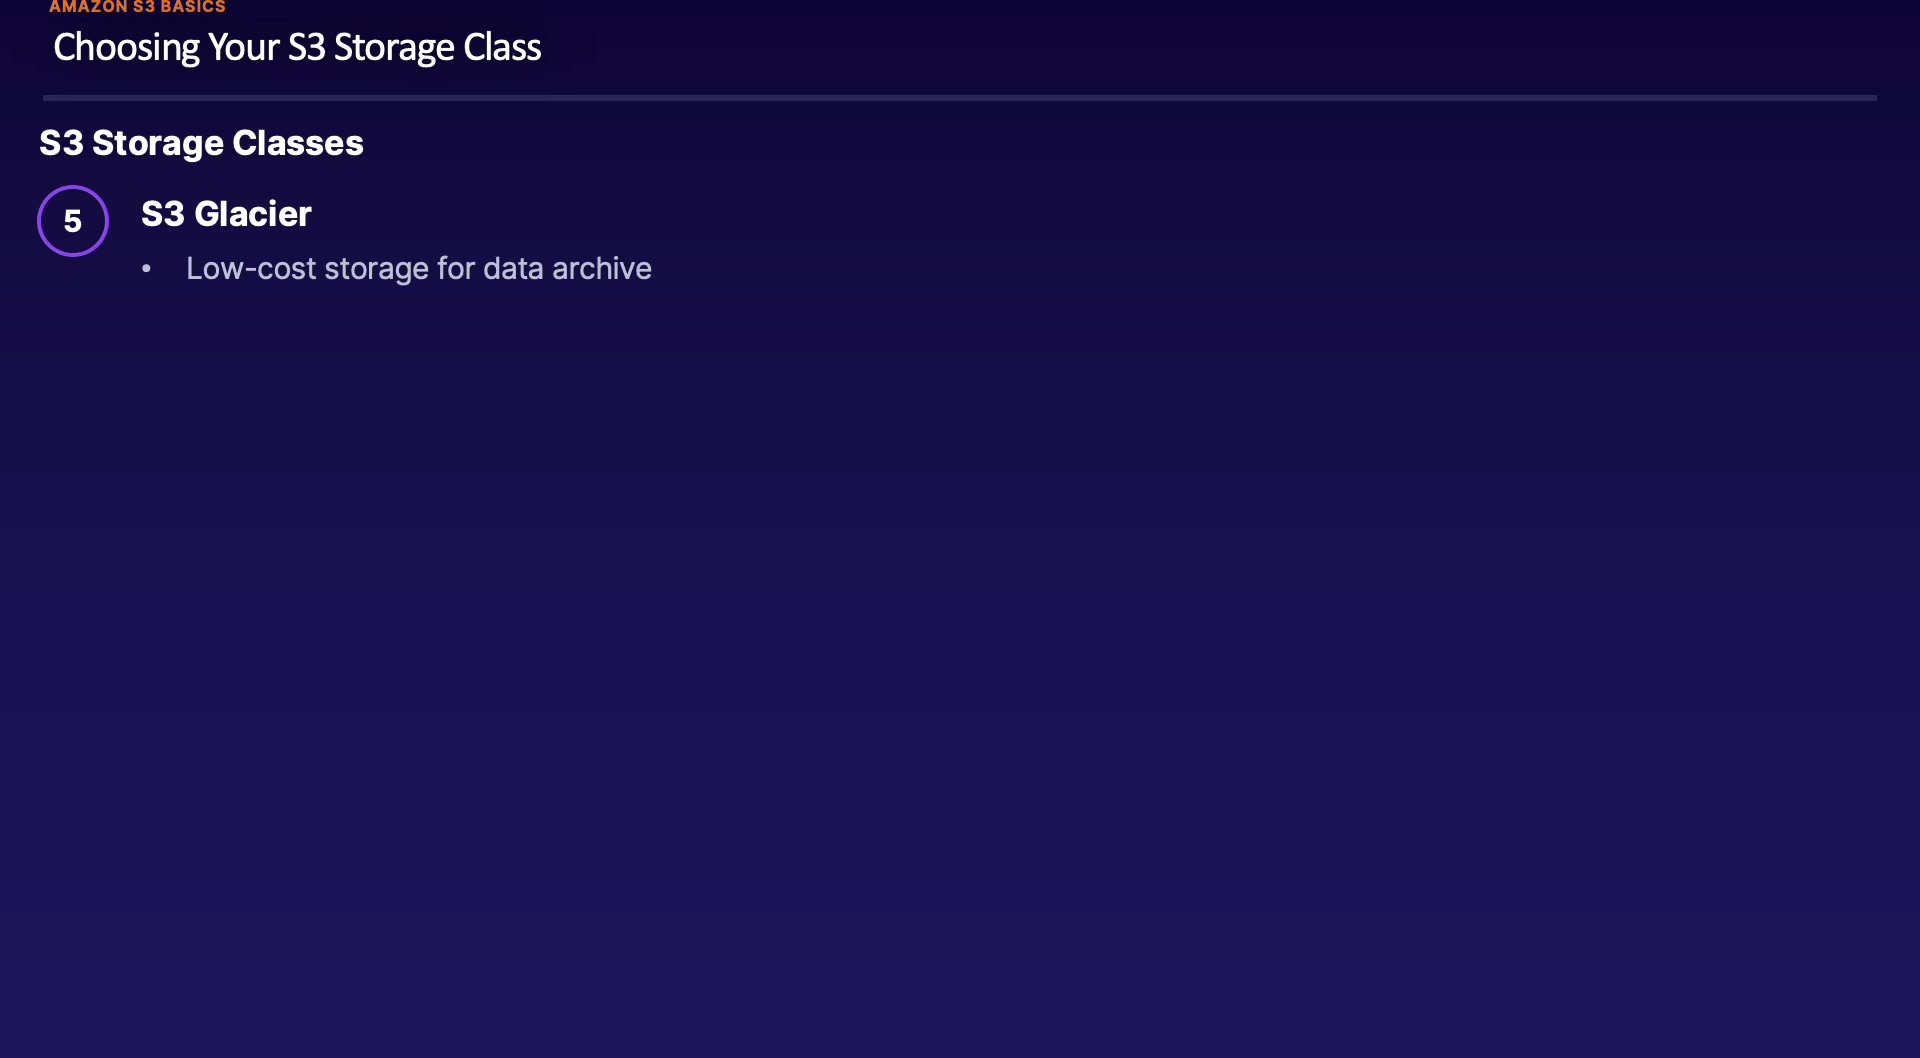 AMAZON S3 BASICS
Choosing Your S3 Storage Class
S3 Storage Classes
5
S3 Glacier
• Low-cost storage for data archive